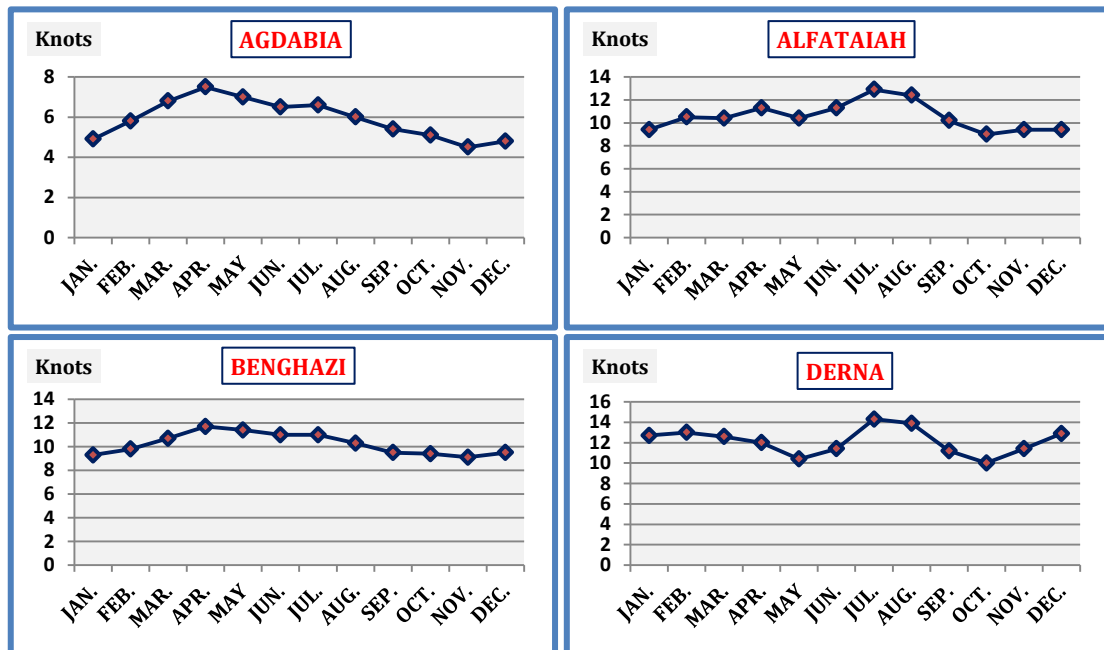 Knots
AGDABIA
8
6
4
2
0
JAN. FEB. MAR. APR. MAY JUN. JUL. AUG. SEP. OCT. NOV. DEC.
Knots
ALFATAIAH
14
12
10
8
6
4
2
0
JAN. FEB. MAR. APR. MAY JUN. JUL. AUG. SEP. OCT. NOV. DEC.
Knots
BENGHAZI
14
12
10
8
6
4
2
0
JAN. FEB. MAR. APR. MAY JUN. JUL. AUG. SEP. OCT. NOV. DEC.
Knots
DERNA
16
14
12
10
8
6
4
2
0
JAN. FEB. MAR. APR. MAY JUN. JUL. AUG. SEP. OCT. NOV. DEC.